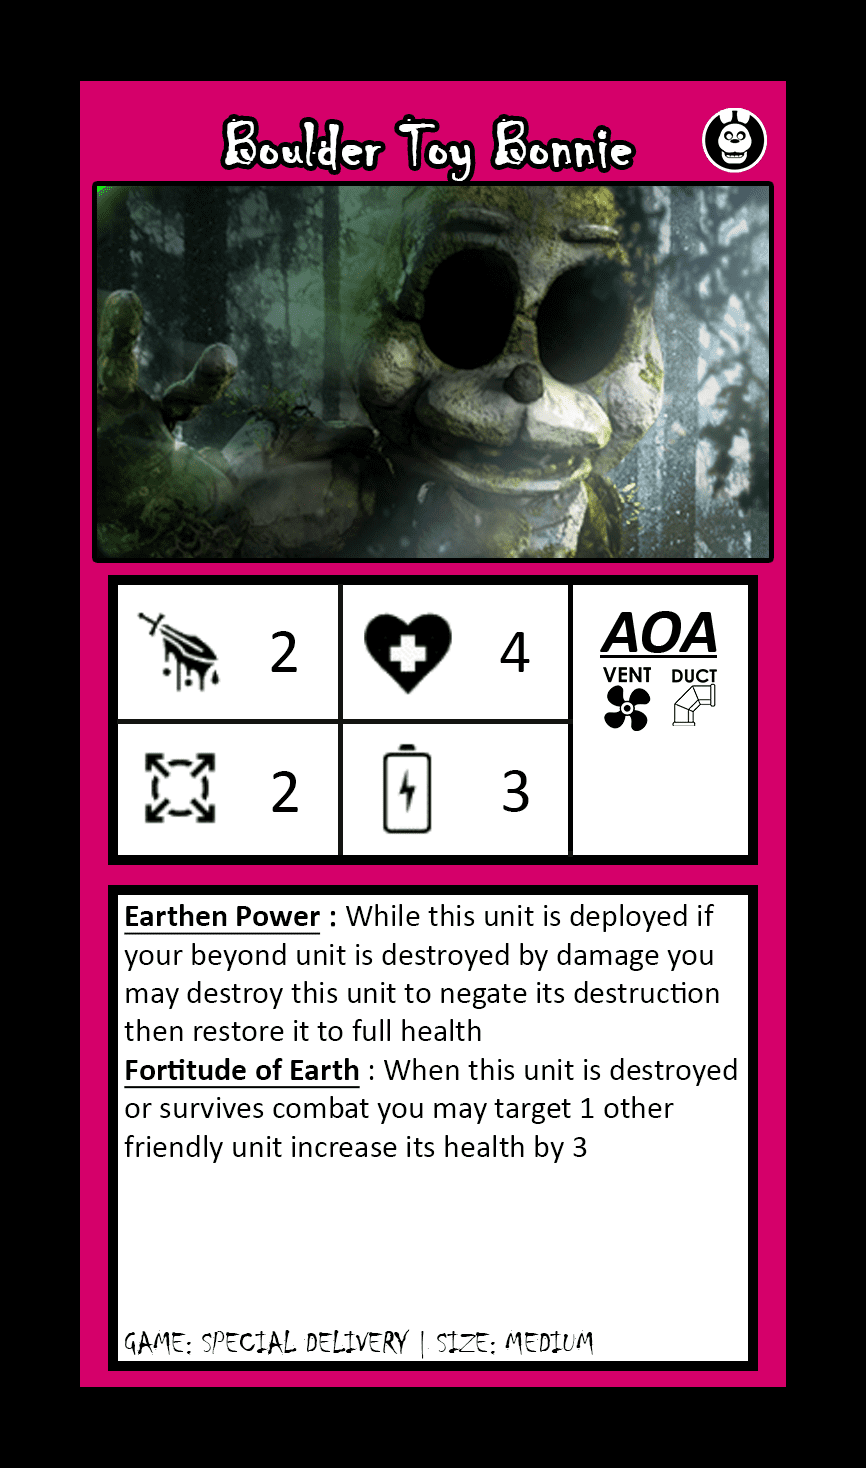 Boulder Toy Bonnie
2
4
AOA
VENT DUCT
2
3
Earthen Power : While this unit is deployed if
your beyond unit is destroyed by damage you
may destroy this unit to negate its destruction
then restore it to full health
Fortitude of Earth : When this unit is destroyed
or survives combat you may target 1 other
friendly unit increase its health by 3
GAME: SPECIAL DELIVERY | SIZE: MEDIUM